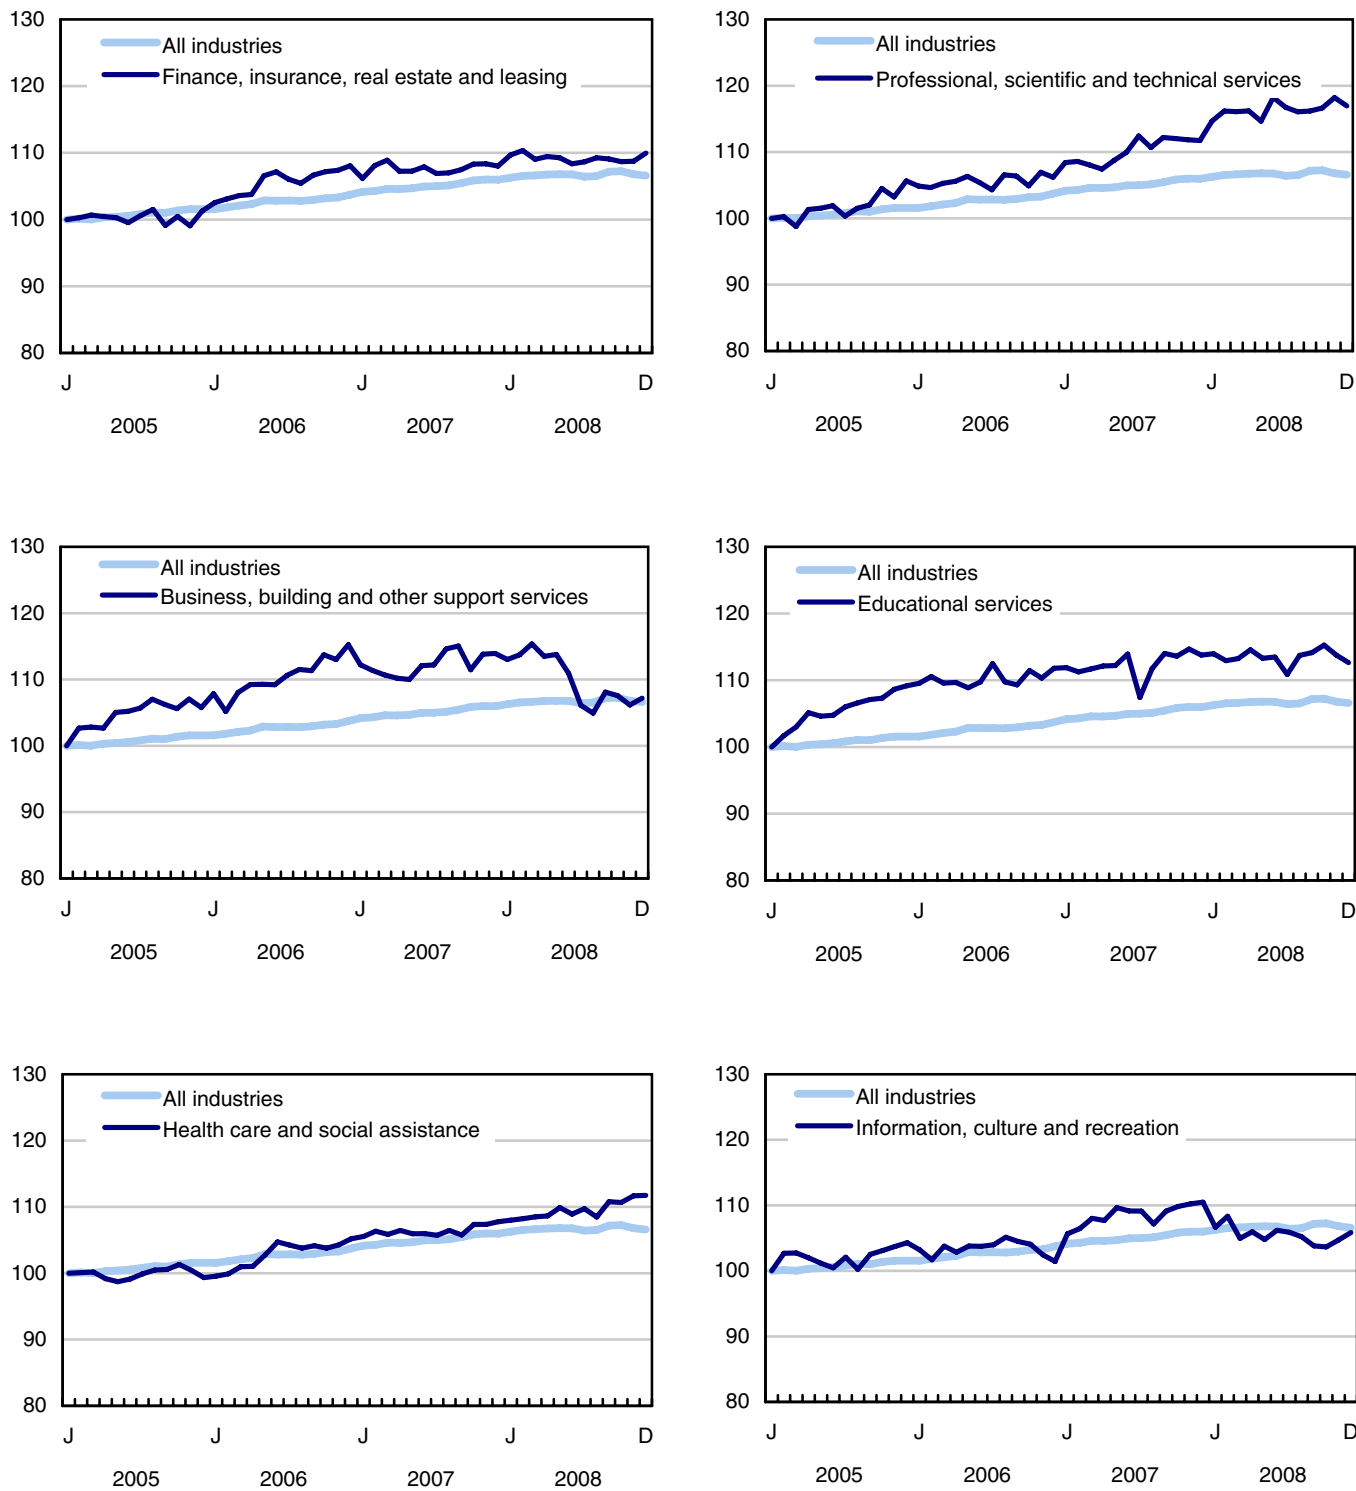 130
120
110
100
90
80
All industries
Finance, insurance, real estate and leasing
J J J J D
2005 2006 2007 2008
130
120
110
100
90
80
All industries
Professional, scientific and technical services
J J J J D
2005 2006 2007 2008
130
120
110
100
90
80
All industries
Business, building and other support services
J J J J D
2005 2006 2007 2008
130
120
110
100
90
80
All industries
Educational services
J J J J D
2005 2006 2007 2008
130
120
110
100
90
80
All industries
Health care and social assistance
J J J J D
2005 2006 2007 2008
130
120
110
100
90
80
All industries
Information, culture and recreation
J J J J D
2005 2006 2007 2008